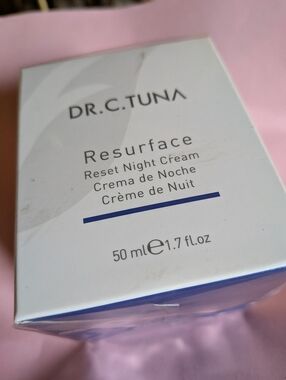 DR.C.TUNA
Resurface
Reset Night Cream
Crema de Noche
Crème de Nuit
50 ml℮1.7 fl.oz